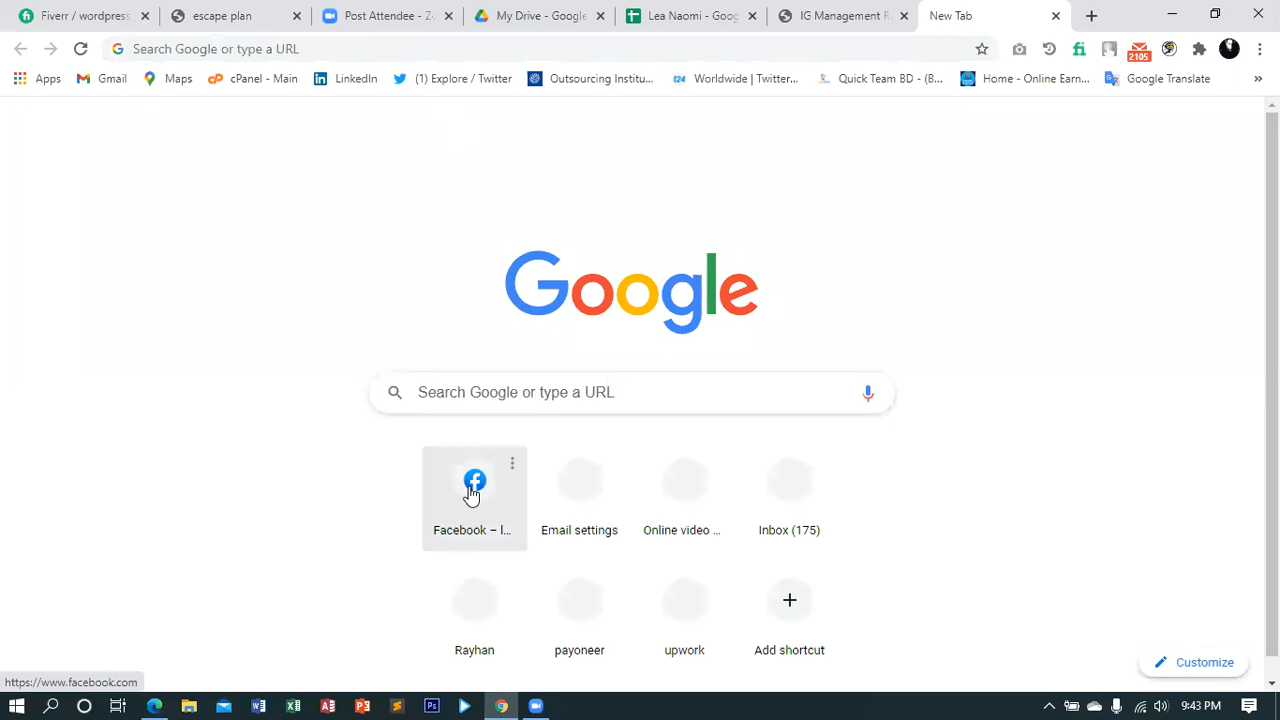 Fiverr / wordpress
escape plan
Post Attendee - Zo
My Drive - Google
Lea Naomi - Goog
IG Management R
New Tab
Search Google or type a URL
2105
Apps
Gmail
Maps
cPanel - Main
LinkedIn
(1) Explore / Twitter
Outsourcing Institu...
Worldwide | Twitter...
Quick Team BD - (B...
Home - Online Earn...
Google Translate
»
Google
Search Google or type a URL
Facebook – l...
Email settings
Online video ...
Inbox (175)
Rayhan
payoneer
upwork
Add shortcut
Customize
https://www.facebook.com
9:43 PM